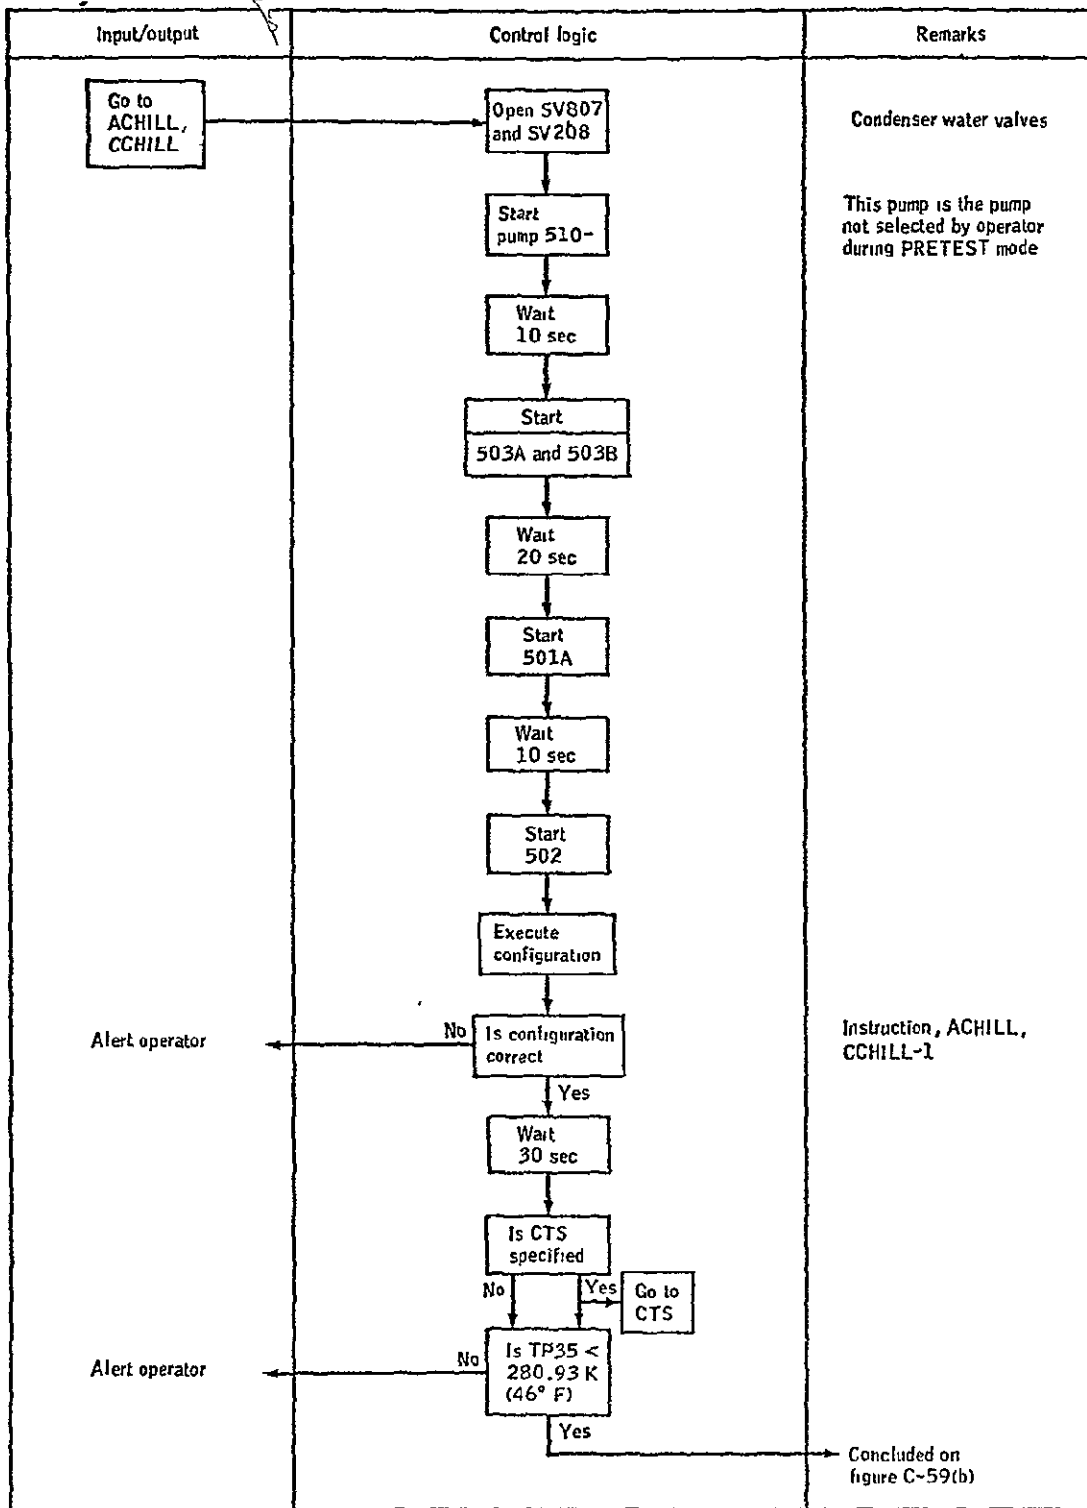 Input/output
Control logic
Remarks
Go to
ACHILL,
CCHILL
Open SV807
and SV208
Condenser water valves
Start
pump 510-
This pump is the pump
not selected by operator
during PRETEST mode
Wait
10 sec
Start
503A and 503B
Wait
20 sec
Start
501A
Wait
10 sec
Start
502
Execute
configuration
Alert operator
No
Is configuration
correct
Instruction, ACHILL,
CCHILL-1
Yes
Wait
30 sec
Is CTS
specified
No
Yes
Go to
CTS
Alert operator
No
Is TP35 <
280.93 K
(46° F)
Yes
Concluded on
figure C-59(b)